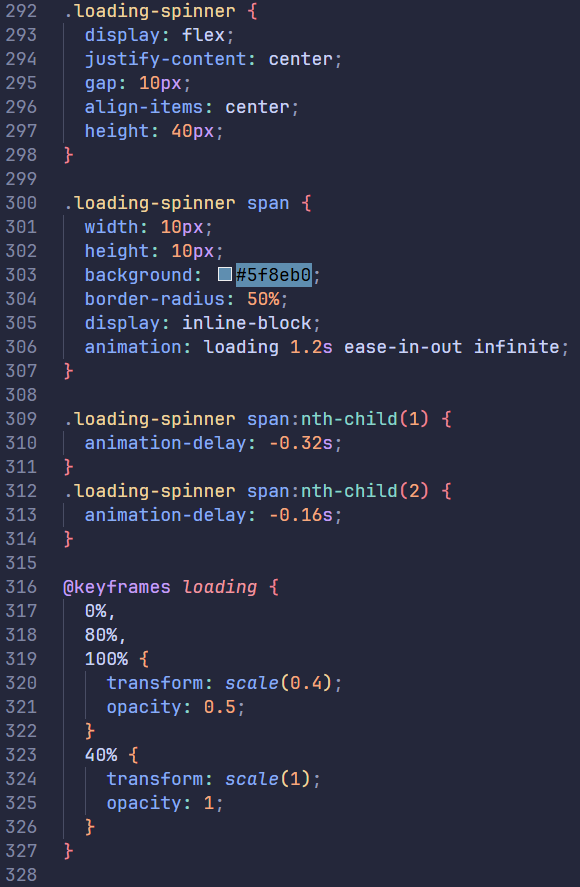 292 .loading-spinner {
293   display: flex;
294   justify-content: center;
295   gap: 10px;
296   align-items: center;
297   height: 40px;
298 }
299
300 .loading-spinner span {
301   width: 10px;
302   height: 10px;
303   background: #5f8eb0;
304   border-radius: 50%;
305   display: inline-block;
306   animation: loading 1.2s ease-in-out infinite;
307 }
308
309 .loading-spinner span:nth-child(1) {
310   animation-delay: -0.32s;
311 }
312 .loading-spinner span:nth-child(2) {
313   animation-delay: -0.16s;
314 }
315
316 @keyframes loading {
317   0%,
318   80%,
319   100% {
320     transform: scale(0.4);
321     opacity: 0.5;
322   }
323   40% {
324     transform: scale(1);
325     opacity: 1;
326   }
327 }
328